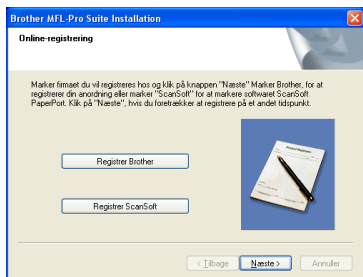 Brother MFL-Pro Suite Installation
Online-registrering
Marker firmaet du vil registreres hos og klik på knappen "Næste" Marker Brother, for at
registrerer din anordning eller marker "ScanSoft" for at markere softwaret ScanSoft
PaperPort. Klik på "Næste", hvis du foretrækker at registrere på et andet tidspunkt.
Registrer Brother
Registrer ScanSoft
< Tilbage
Næste >
Annuller